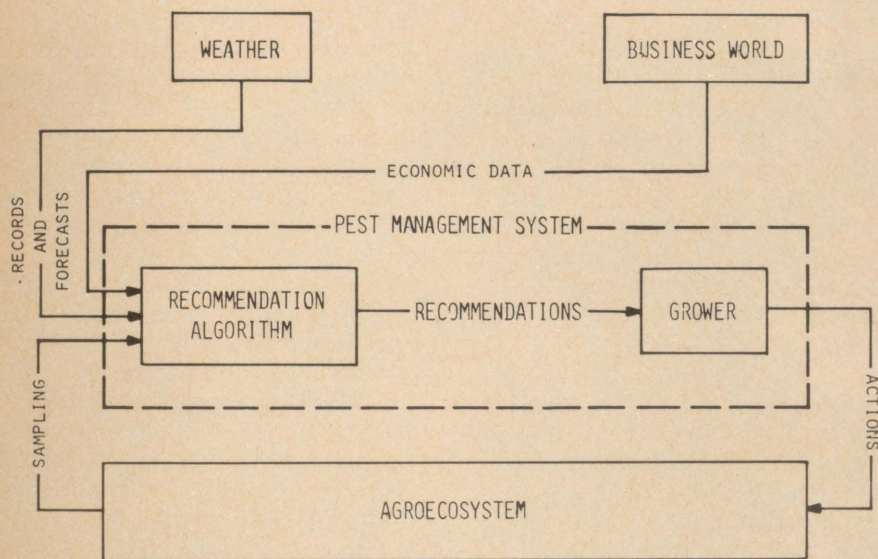 WEATHER
BUSINESS WORLD
ECONOMIC DATA
RECORDS
AND
FORECASTS
PEST MANAGEMENT SYSTEM
RECOMMENDATION
ALGORITHM
RECOMMENDATIONS
GROWER
SAMPLING
ACTIONS
AGROECOSYSTEM